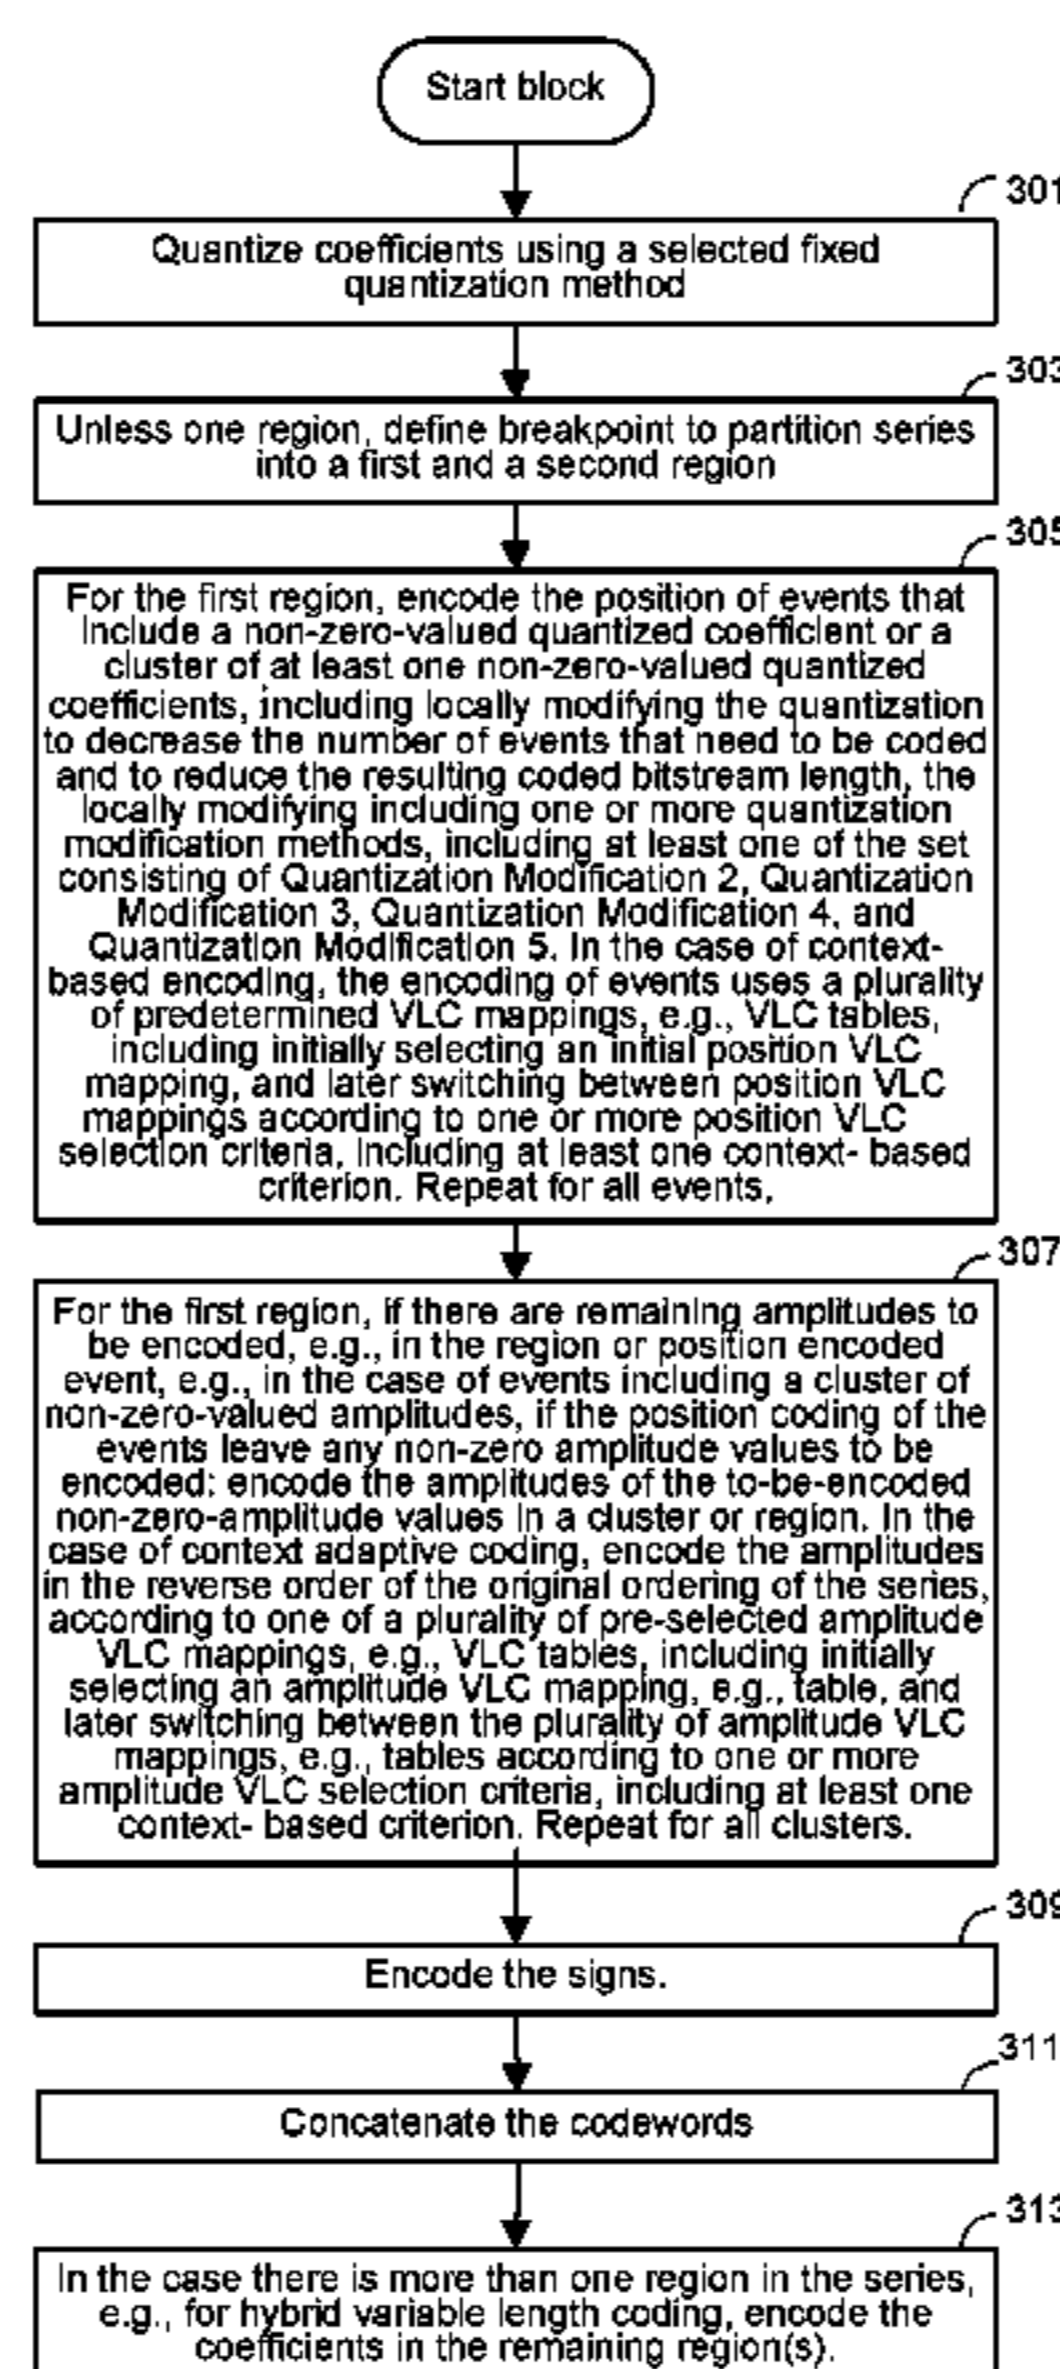 Start block
301
Quantize coefficients using a selected fixed
quantization method
303
Unless one region, define breakpoint to partition series
into a first and a second region
305
For the first region, encode the position of events that
include a non-zero-valued quantized coefficient or a
cluster of at least one non-zero-valued quantized
coefficients, including locally modifying the quantization
to decrease the number of events that need to be coded
and to reduce the resulting coded bitstream length, the
locally modifying including one or more quantization
modification methods, including at least one of the set
consisting of Quantization Modification 2, Quantization
Modification 3, Quantization Modification 4, and
Quantization Modification 5. In the case of context-
based encoding, the encoding of events uses a plurality
of predetermined VLC mappings, e.g., VLC tables,
including initially selecting an initial position VLC
mapping, and later switching between position VLC
mappings according to one or more position VLC
selection criteria, including at least one context- based
criterion. Repeat for all events.
307
For the first region, if there are remaining amplitudes to
be encoded, e.g., in the region or position encoded
event, e.g., in the case of events including a cluster of
non-zero-valued amplitudes, if the position coding of the
events leave any non-zero amplitude values to be
encoded: encode the amplitudes of the to-be-encoded
non-zero-amplitude values in a cluster or region. In the
case of context adaptive coding, encode the amplitudes
in the reverse order of the original ordering of the series,
according to one of a plurality of pre-selected amplitude
VLC mappings, e.g., VLC tables, including initially
selecting an amplitude VLC mapping, e.g., table, and
later switching between the plurality of amplitude VLC
mappings, e.g., tables according to one or more
amplitude VLC selection criteria, including at least one
context- based criterion. Repeat for all clusters.
309
Encode the signs.
311
Concatenate the codewords
313
In the case there is more than one region in the series,
e.g., for hybrid variable length coding, encode the
coefficients in the remaining region(s).